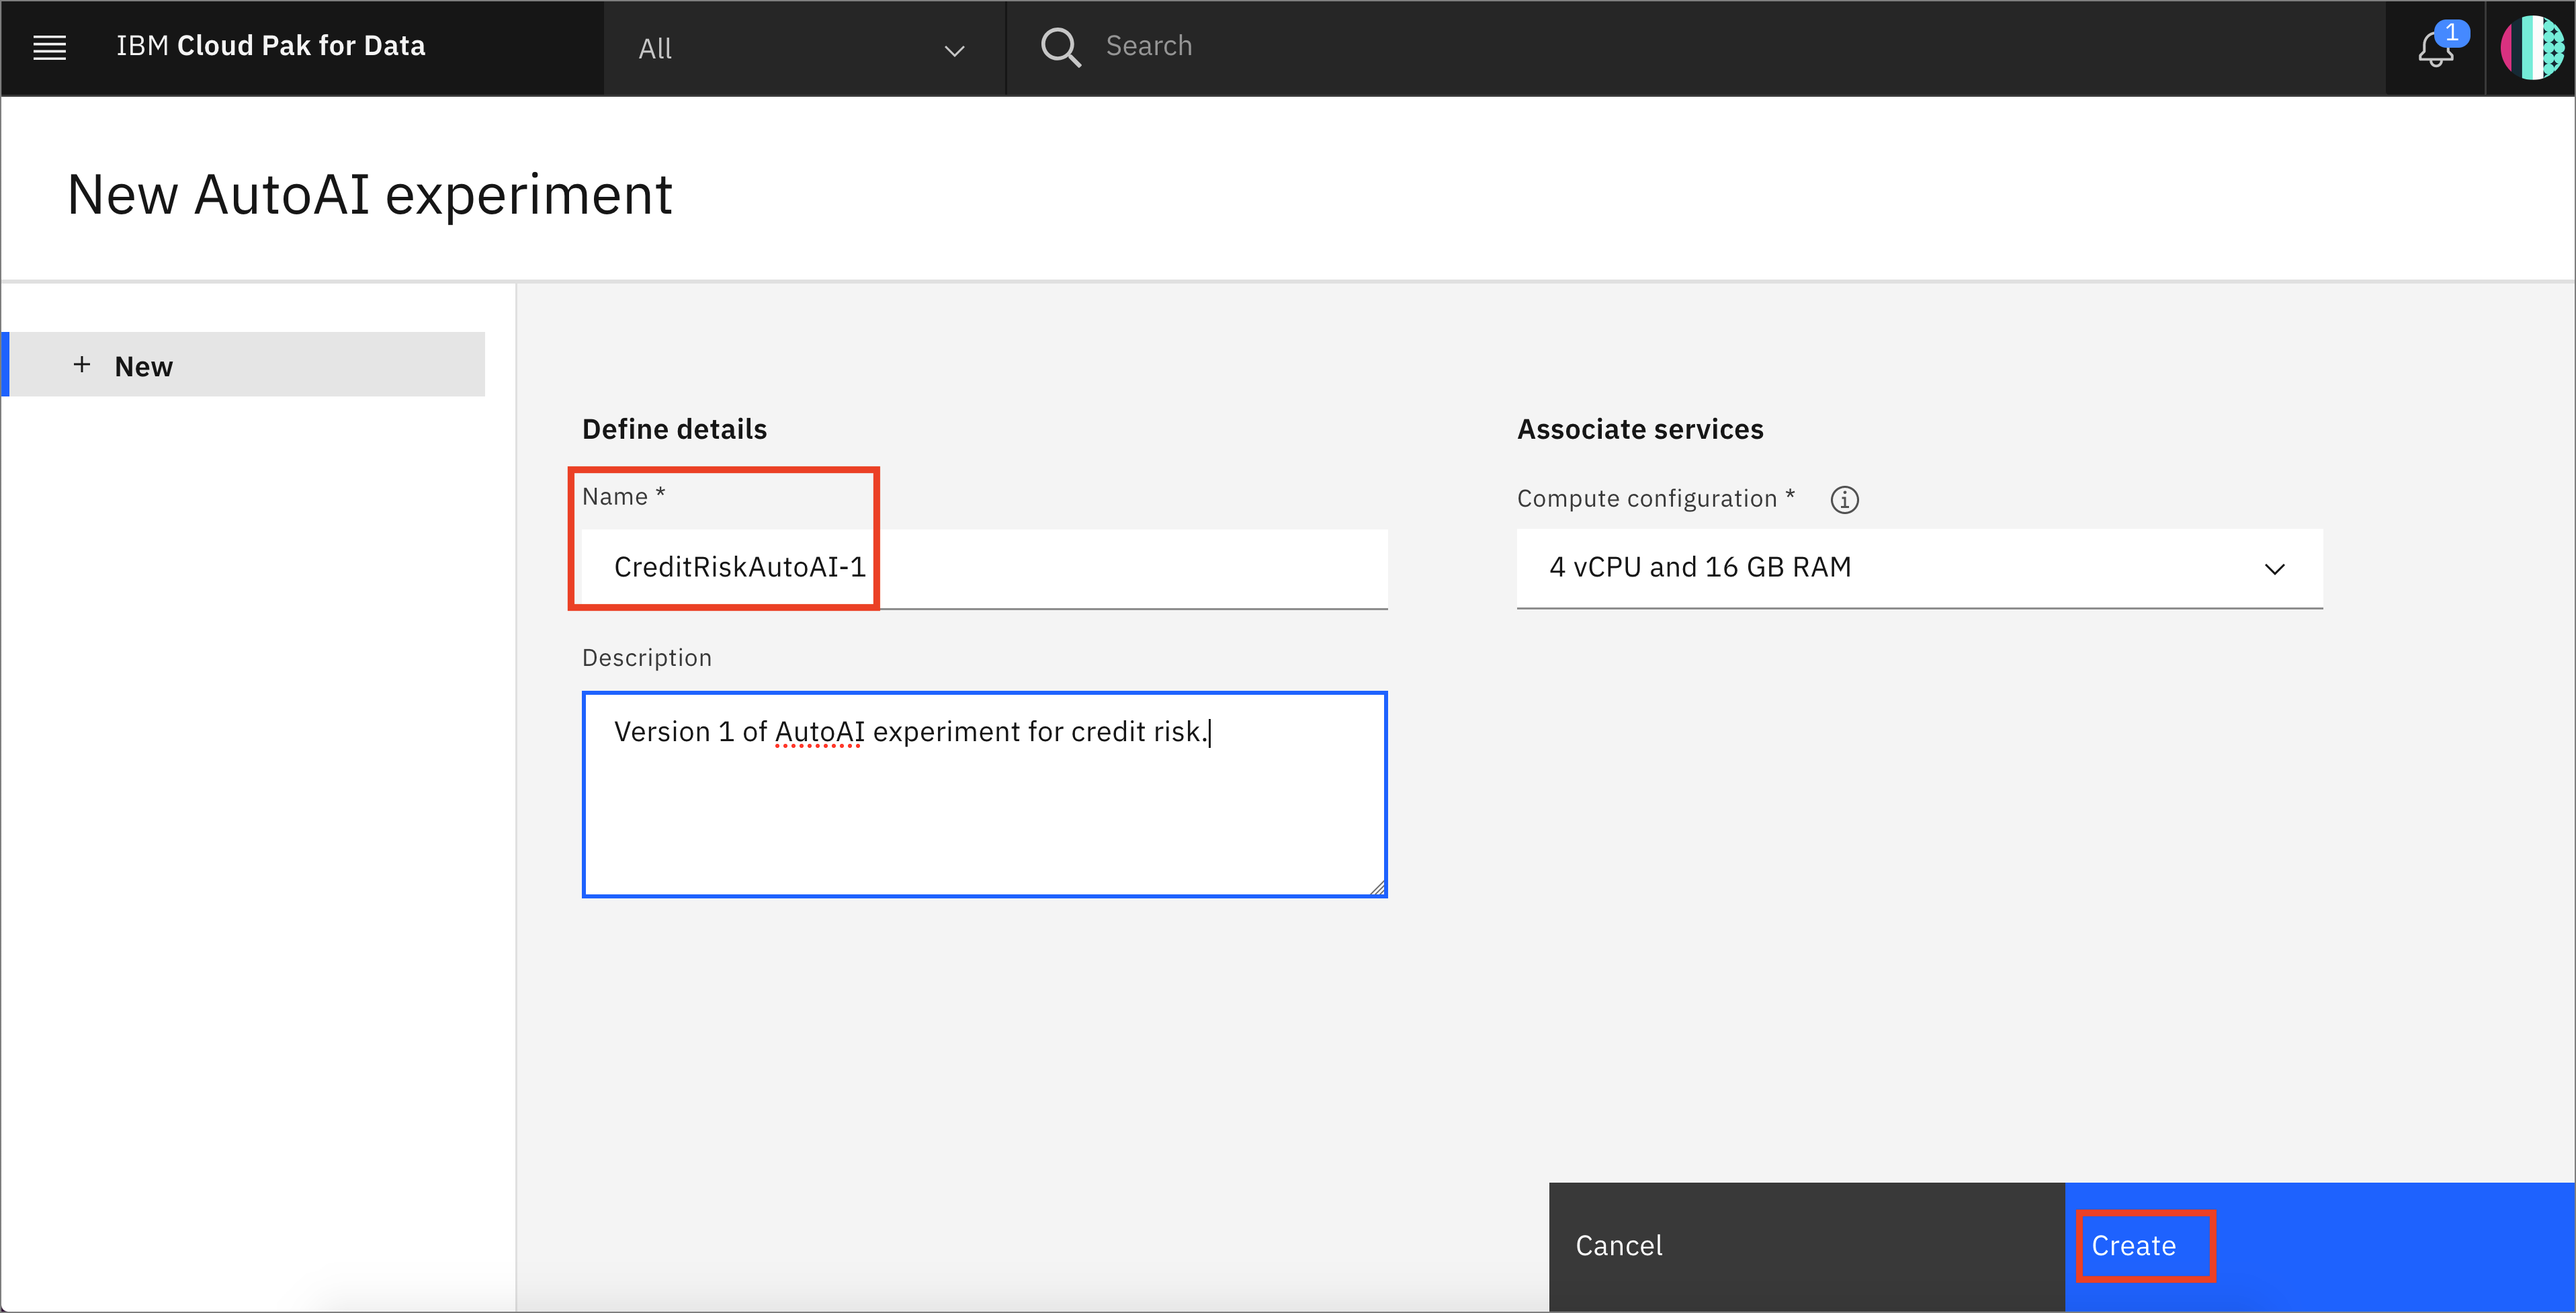 IBM Cloud Pak for Data
All
Search
1
New AutoAI experiment
+ New
Define details
Name *
CreditRiskAutoAI-1
Description
Version 1 of AutoAI experiment for credit risk.
Associate services
Compute configuration *
4 vCPU and 16 GB RAM
Cancel
Create